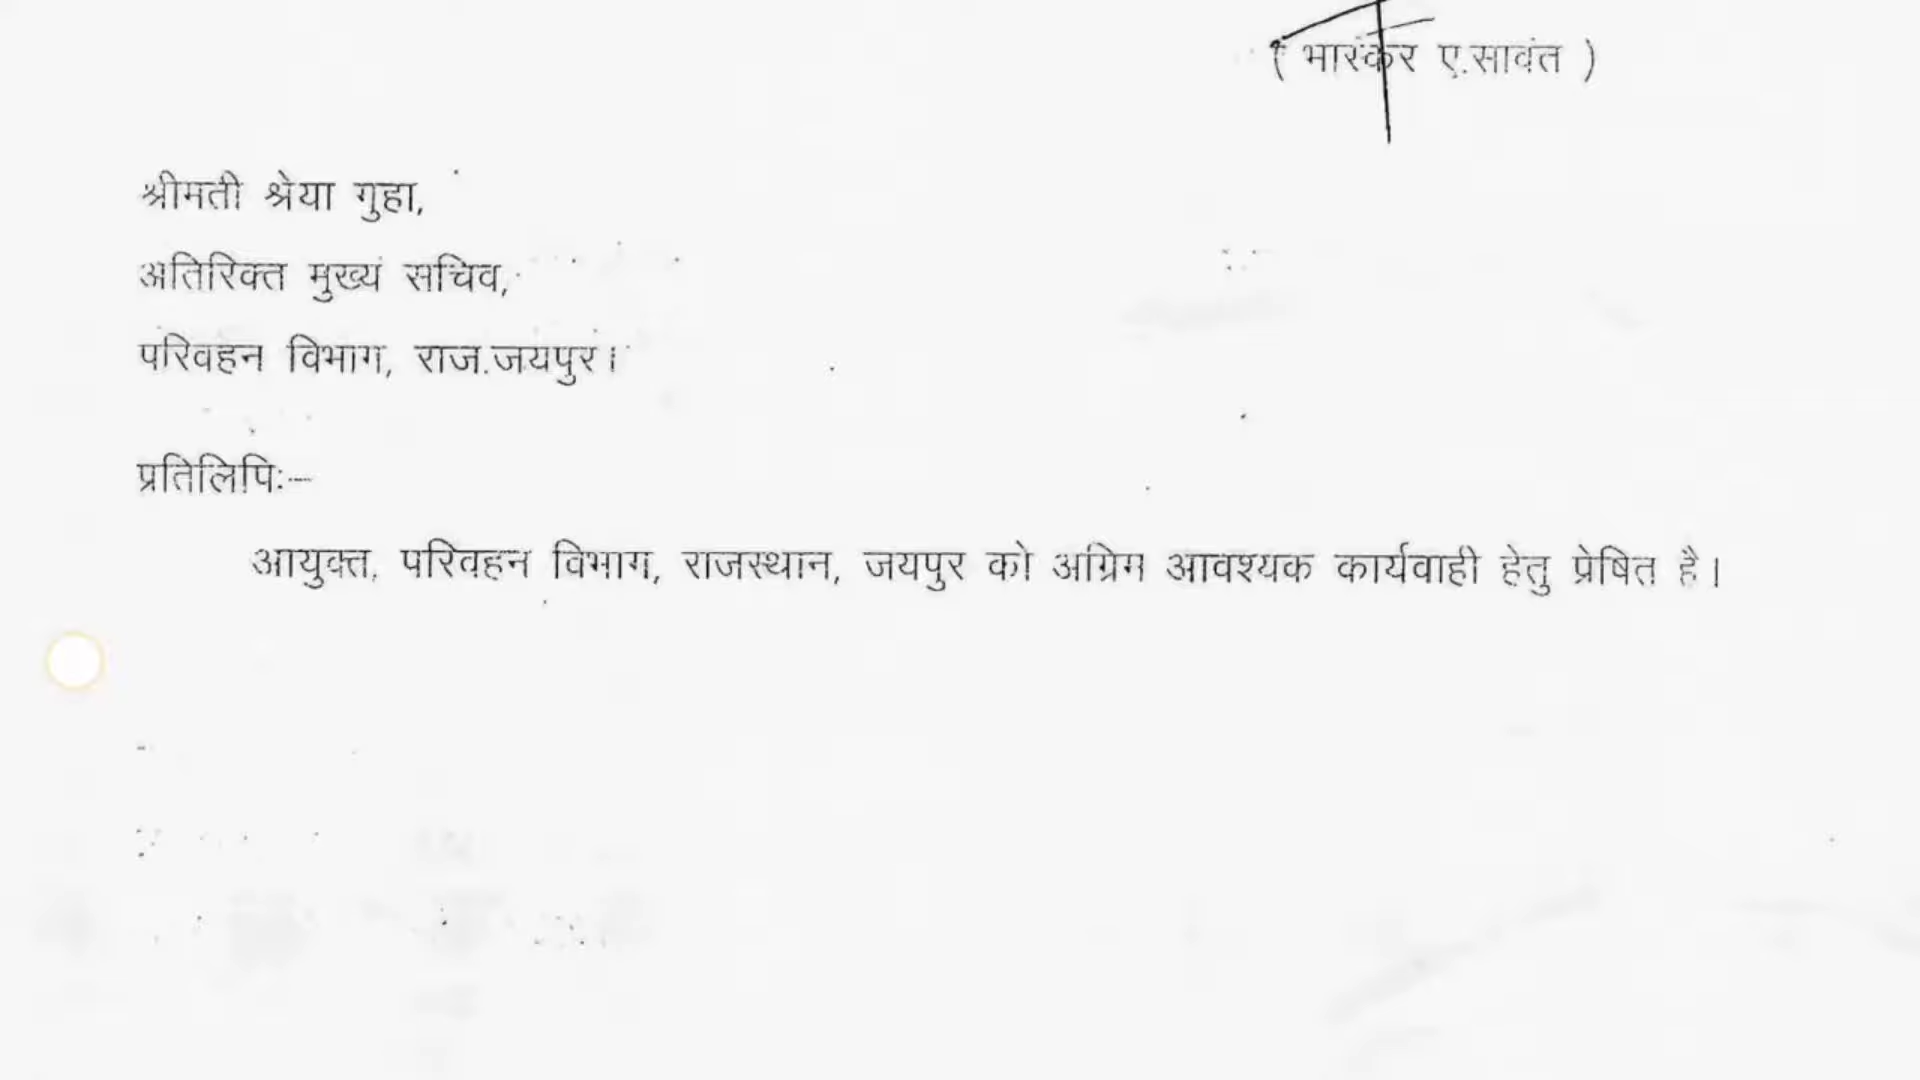 ( भास्कर ए.सावंत )
श्रीमती श्रेया गुहा,
अतिरिक्त मुख्य सचिव,
परिवहन विभाग, राज.जयपुर।
प्रतिलिपिः—
आयुक्त, परिवहन विभाग, राजस्थान, जयपुर को अग्रिम आवश्यक कार्यवाही हेतु प्रेषित है।